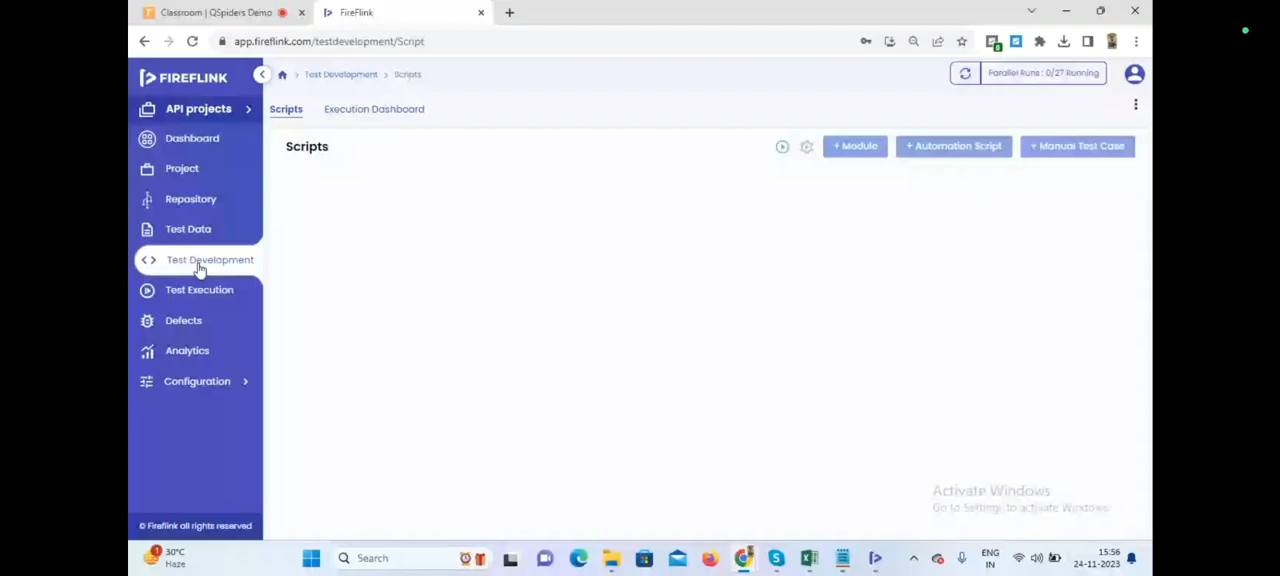 Classroom | QSpiders Demo
FireFlink
app.fireflink.com/testdevelopment/Script
FIREFLINK
Test Development > Scripts
Parallel Runs : 0/27 Running
API projects
Scripts
Execution Dashboard
Dashboard
Scripts
+ Module
+ Automation Script
+ Manual Test Case
Project
Repository
Test Data
Test Development
Test Execution
Defects
Analytics
Configuration
Activate Windows
Go to Settings to activate Windows.
© Fireflink all rights reserved
1
30°C
Haze
Search
ENG
IN
15:56
24-11-2023